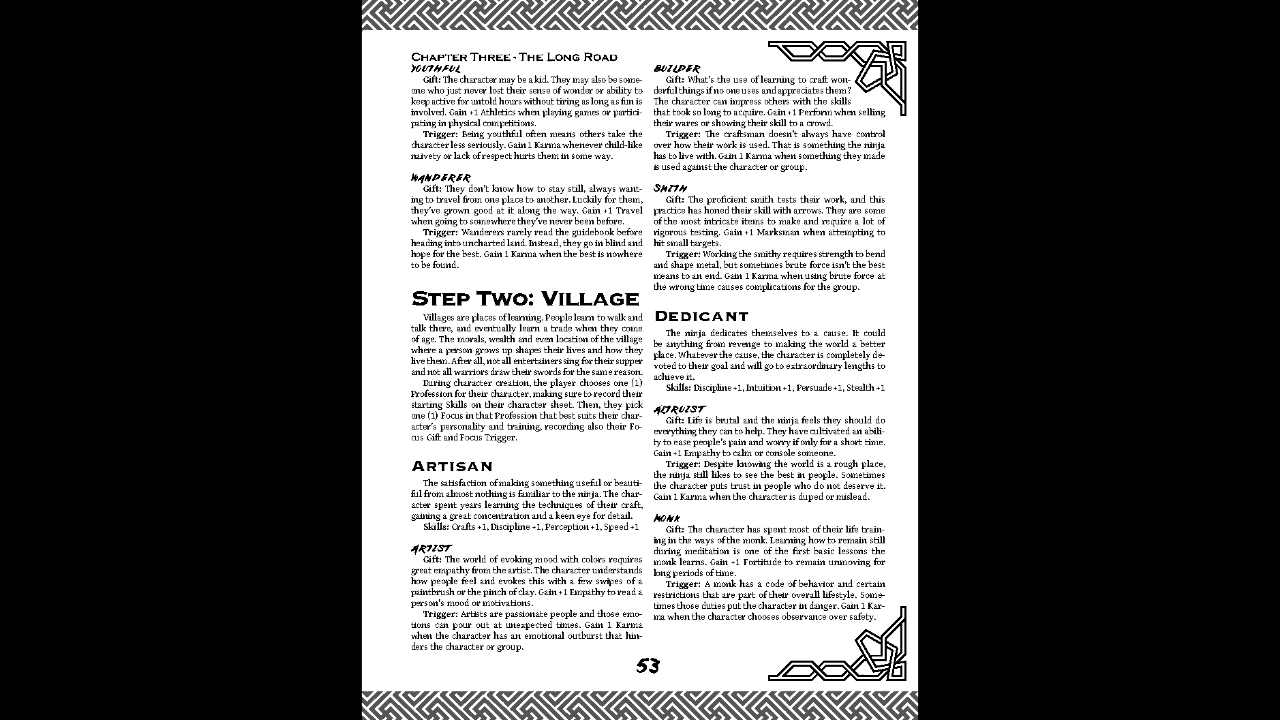 Chapter Three - The Long Road
Youthful
Gift: The character may be a kid. They may also be some-
one who just never lost their sense of wonder or ability to
keep active for untold hours without tiring as long as fun is
involved. Gain +1 Athletics when playing games or partici-
pating in physical competitions.
Trigger: Being youthful often means others take the
character less seriously. Gain 1 Karma whenever child-like
naivety or lack of respect hurts them in some way.
Wanderer
Gift: They don't know how to stay still, always want-
ing to travel from one place to another. Luckily for them,
they've grown good at it along the way. Gain +1 Travel
when going to somewhere they've never been before.
Trigger: Wanderers rarely read the guidebook before
heading into uncharted land. Instead, they go in blind and
hope for the best. Gain 1 Karma when the best is nowhere
to be found.
Step Two: Village
Villages are places of learning. People learn to walk and
talk there, and eventually learn a trade when they come
of age. The morals, wealth and even location of the village
where a person grows up shapes their lives and how they
live them. After all, not all entertainers sing for their supper
and not all warriors draw their swords for the same reason.
During character creation, the player chooses one (1)
Profession for their character, making sure to record their
starting Skills on their character sheet. Then, they pick
one (1) Focus in that Profession that best suits their char-
acter's personality and training, recording also their Fo-
cus Gift and Focus Trigger.
Artisan
The satisfaction of making something useful or beauti-
ful from almost nothing is familiar to the ninja. The char-
acter spent years learning the techniques of their craft,
gaining a great concentration and a keen eye for detail.
Skills: Crafts +1, Discipline +1, Perception +1, Speed +1
Artist
Gift: The world of evoking mood with colors requires
great empathy from the artist. The character understands
how people feel and evokes this with a few swipes of a
paintbrush or the pinch of clay. Gain +1 Empathy to read a
person's mood or motivations.
Trigger: Artists are passionate people and those emo-
tions can pour out at unexpected times. Gain 1 Karma
when the character has an emotional outburst that hin-
ders the character or group.
Builder
Gift: What's the use of learning to craft won-
derful things if no one uses and appreciates them?
The character can impress others with the skills
that took so long to acquire. Gain +1 Perform when selling
their wares or showing their skill to a crowd.
Trigger: The craftsman doesn't always have control
over how their work is used. That is something the ninja
has to live with. Gain 1 Karma when something they made
is used against the character or group.
Smith
Gift: The proficient smith tests their work, and this
practice has honed their skill with arrows. They are some
of the most intricate items to make and require a lot of
rigorous testing. Gain +1 Marksman when attempting to
hit small targets.
Trigger: Working the smithy requires strength to bend
and shape metal, but sometimes brute force isn't the best
means to an end. Gain 1 Karma when using brute force at
the wrong time causes complications for the group.
Dedicant
The ninja dedicates themselves to a cause. It could
be anything from revenge to making the world a better
place. Whatever the cause, the character is completely de-
voted to their goal and will go to extraordinary lengths to
achieve it.
Skills: Discipline +1, Intuition +1, Persuade +1, Stealth +1
Altruist
Gift: Life is brutal and the ninja feels they should do
everything they can to help. They have cultivated an abili-
ty to ease people's pain and worry if only for a short time.
Gain +1 Empathy to calm or console someone.
Trigger: Despite knowing the world is a rough place,
the ninja still likes to see the best in people. Sometimes
the character puts trust in people who do not deserve it.
Gain 1 Karma when the character is duped or mislead.
Monk
Gift: The character has spent most of their life train-
ing in the ways of the monk. Learning how to remain still
during meditation is one of the first basic lessons the
monk learns. Gain +1 Fortitude to remain unmoving for
long periods of time.
Trigger: A monk has a code of behavior and certain
restrictions that are part of their overall lifestyle. Some-
times those duties put the character in danger. Gain 1 Kar-
ma when the character chooses observance over safety.
53